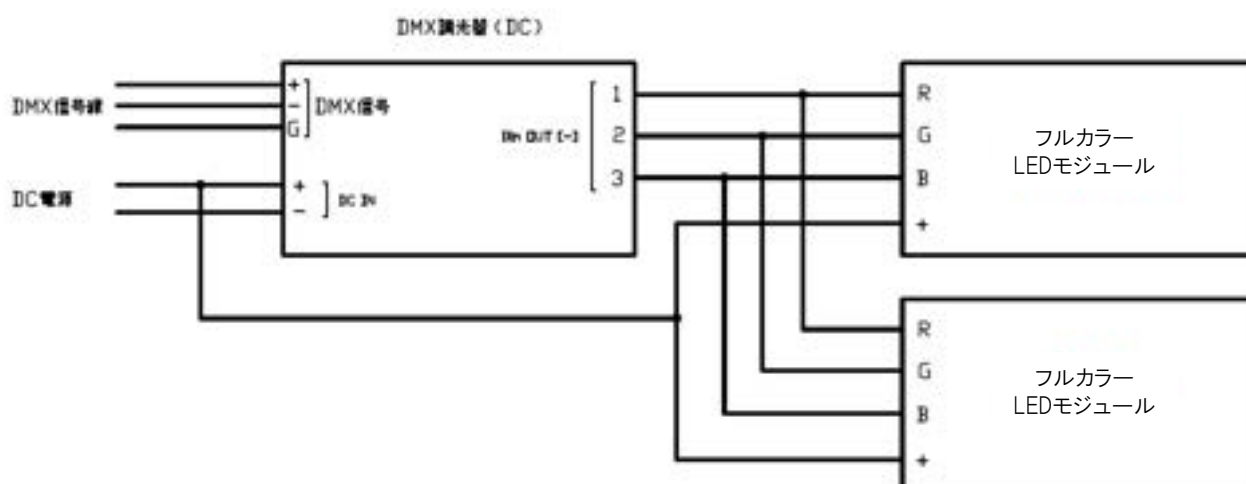 DMX調光器(DC)
DMX信号線
+
-
G
DMX信号
DC電源
+
-
DC IN
OUT [-]
1
2
3
R
G
B
+
フルカラー
LEDモジュール
R
G
B
+
フルカラー
LEDモジュール